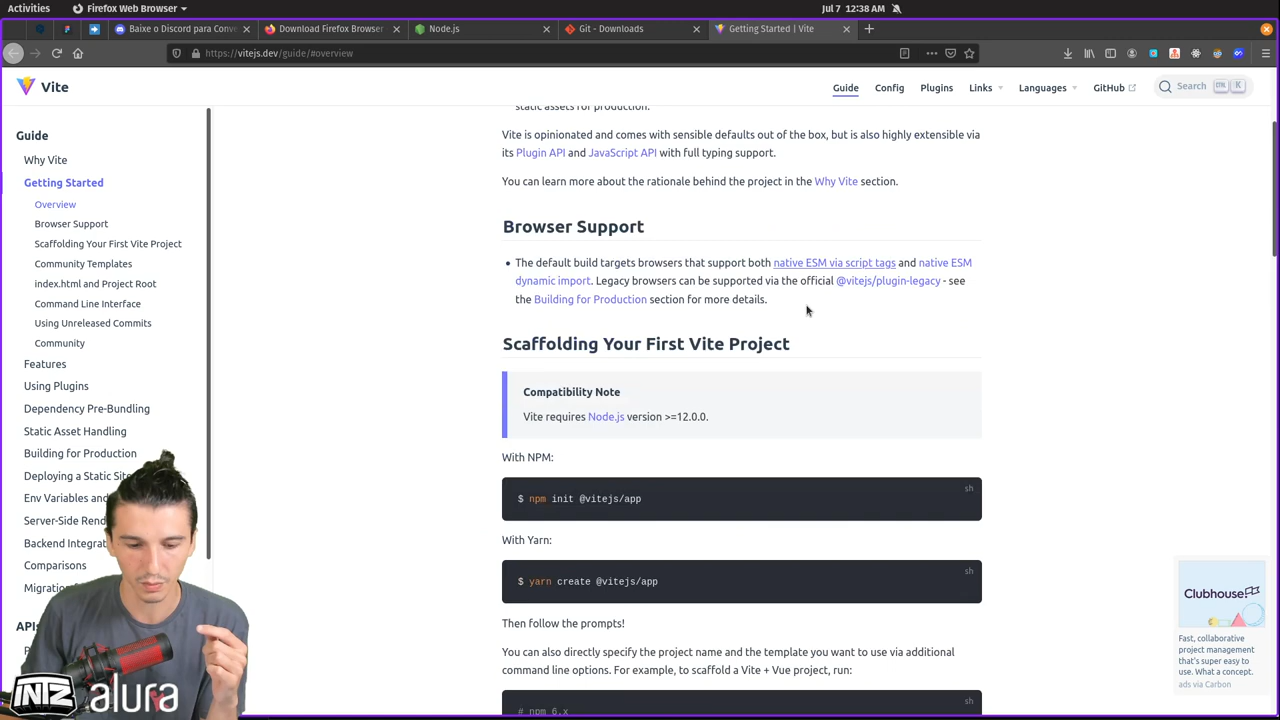 Activities
Firefox Web Browser
Jul 7 12:38 AM
Baixe o Discord para Conv
Download Firefox Browser
Node.js
Git - Downloads
Getting Started | Vite
https://vitejs.dev/guide/#overview
Vite
Guide
Config
Plugins
Links
Languages
GitHub
Search
CTRL K
Guide
Why Vite
Getting Started
Overview
Browser Support
Scaffolding Your First Vite Project
Community Templates
index.html and Project Root
Command Line Interface
Using Unreleased Commits
Community
Features
Using Plugins
Dependency Pre-Bundling
Static Asset Handling
Building for Production
Deploying a Static Site
Env Variables and
Server-Side Rend
Backend Integrat
Comparisons
Migration
APIs
static assets for production.
Vite is opinionated and comes with sensible defaults out of the box, but is also highly extensible via
its Plugin API and JavaScript API with full typing support.
You can learn more about the rationale behind the project in the Why Vite section.
Browser Support
• The default build targets browsers that support both native ESM via script tags and native ESM
dynamic import. Legacy browsers can be supported via the official @vitejs/plugin-legacy - see
the Building for Production section for more details.
Scaffolding Your First Vite Project
Compatibility Note
Vite requires Node.js version >=12.0.0.
With NPM:
sh
$ npm init @vitejs/app
With Yarn:
sh
$ yarn create @vitejs/app
Then follow the prompts!
You can also directly specify the project name and the template you want to use via additional
command line options. For example, to scaffold a Vite + Vue project, run:
sh
# npm 6.x
Clubhouse
Fast, collaborative
project management
that's super easy to
use. What a concept.
ads via Carbon
alura